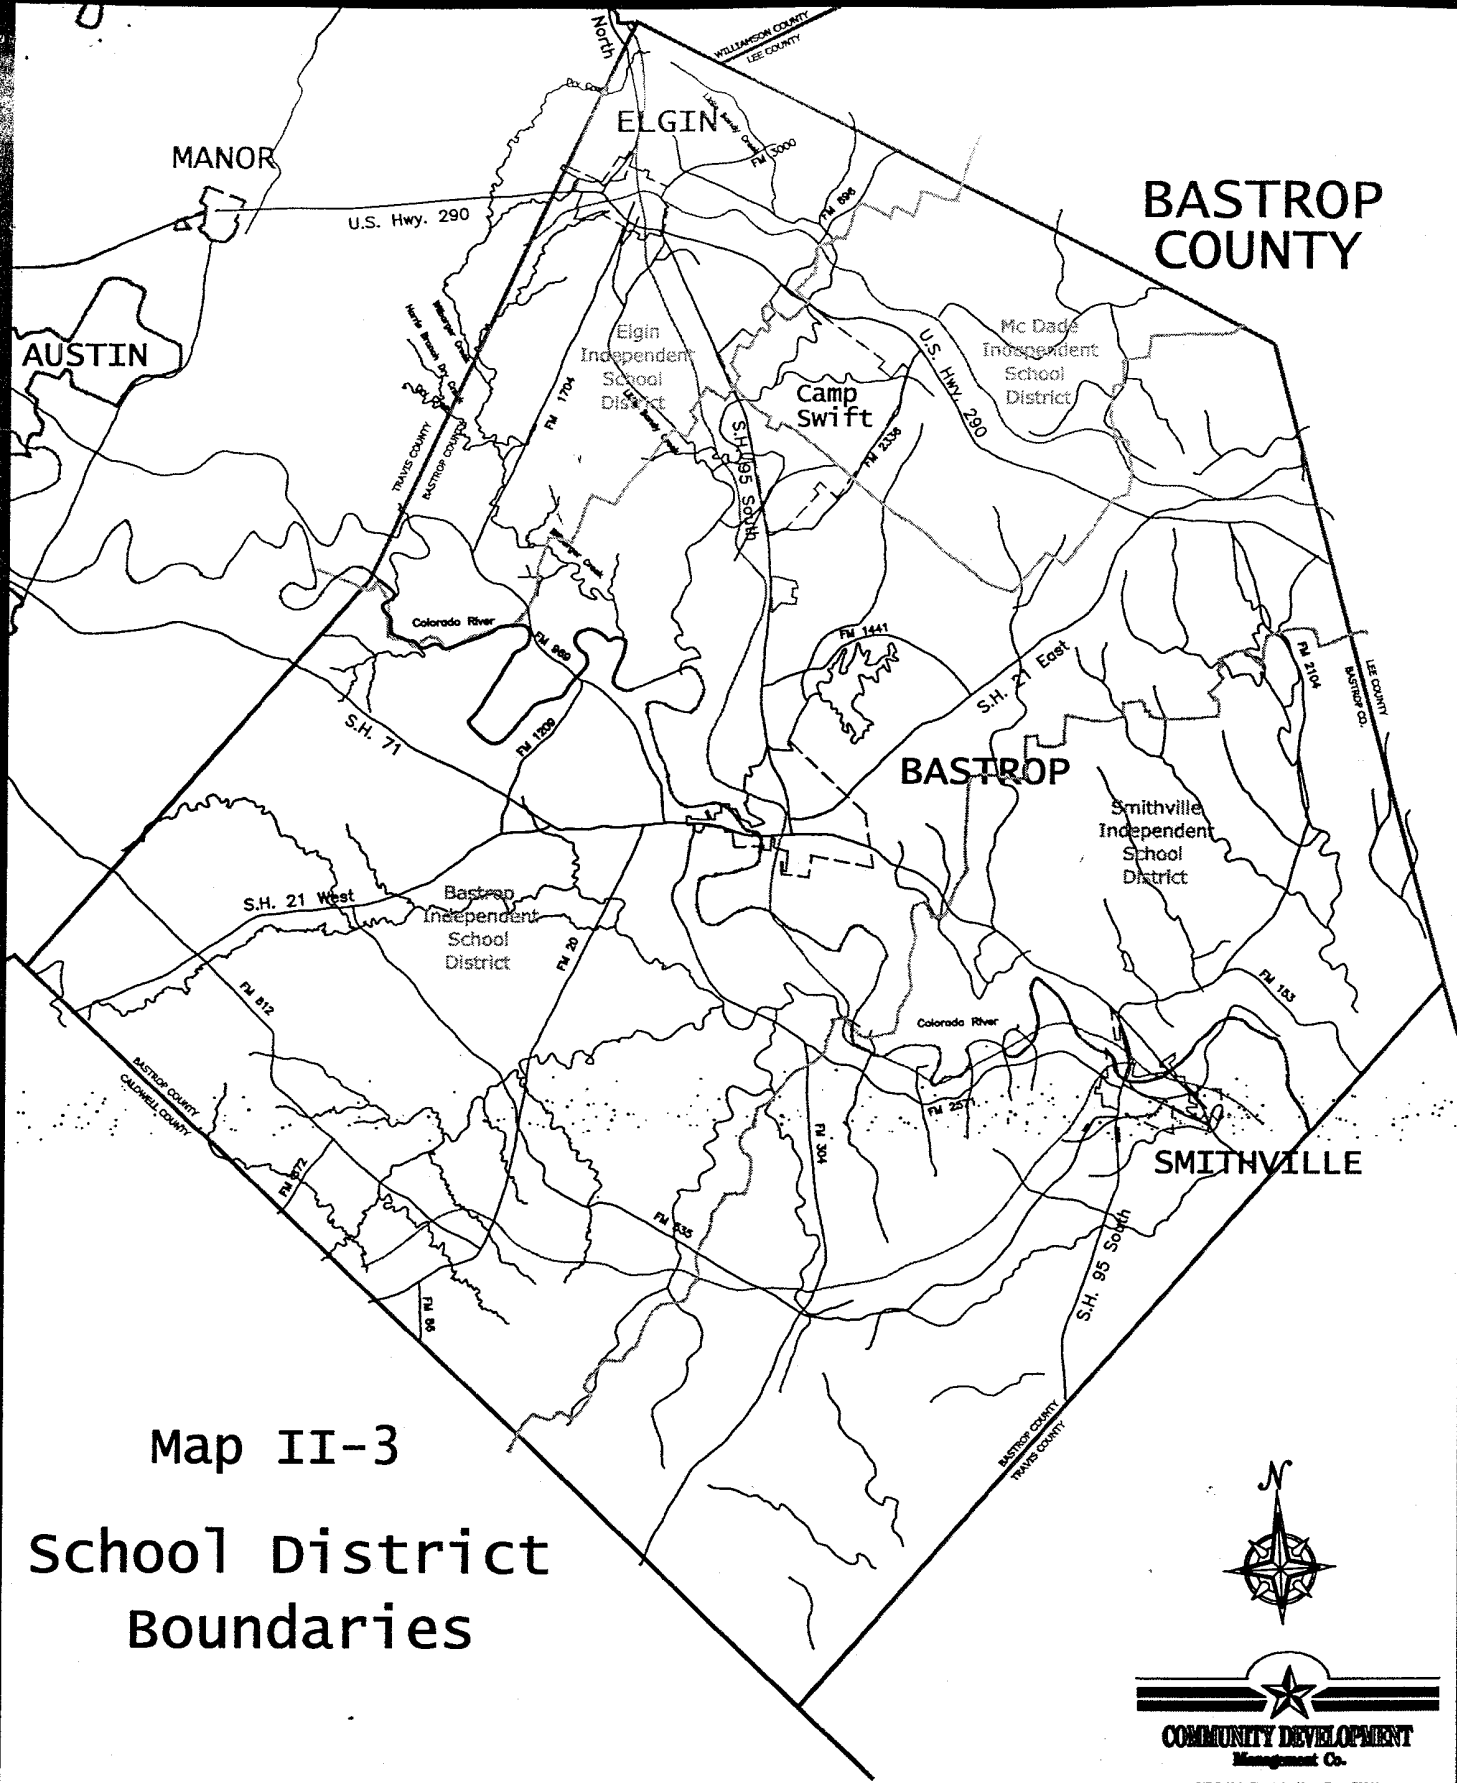 North
WILLIAMSON COUNTY
LEE COUNTY
ELGIN
MANOR
FM 3000
U.S. Hwy. 290
FM 696
BASTROP
COUNTY
AUSTIN
Elgin
Independent
School
District
Mc Dade
Independent
School
District
U.S. Hwy. 290
Camp
Swift
FM 1704
S.H. 95 South
FM 2336
TRAVIS COUNTY
BASTROP COUNTY
Wilbarger Creek
Colorado River
FM 969
FM 1441
S.H. 21 East
FM 2104
LEE COUNTY
BASTROP CO.
S.H. 71
FM 1209
BASTROP
Smithville
Independent
School
District
S.H. 21 West
Bastrop
Independent
School
District
FM 20
FM 812
FM 153
Colorado River
BASTROP COUNTY
CALDWELL COUNTY
FM 2571
FM 304
FM 672
SMITHVILLE
FM 535
S.H. 95 South
FM 86
BASTROP COUNTY
TRAVIS COUNTY
Map II-3
School District
Boundaries
N
COMMUNITY DEVELOPMENT
Management Co.